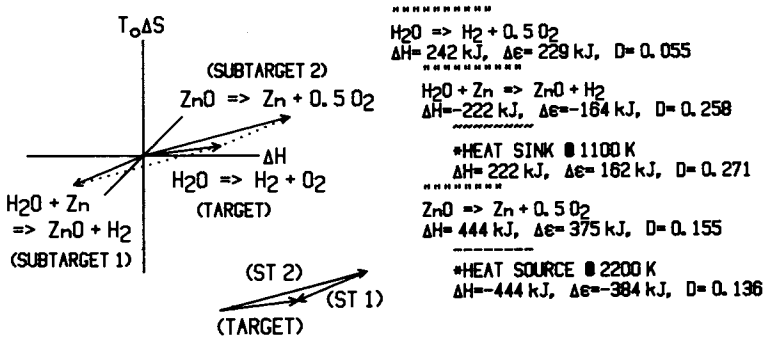 T₀ΔS
(SUBTARGET 2)
ZnO => Zn + 0.5 O₂
ΔH
H₂O => H₂ + O₂
(TARGET)
H₂O + Zn
=> ZnO + H₂
(SUBTARGET 1)
(ST 2)
(ST 1)
(TARGET)
H₂O => H₂ + 0.5 O₂
ΔH= 242 kJ, Δε= 229 kJ, D= 0.055
H₂O + Zn => ZnO + H₂
ΔH=-222 kJ, Δε=-164 kJ, D= 0.258
*HEAT SINK @ 1100 K
ΔH= 222 kJ, Δε= 162 kJ, D= 0.271
ZnO => Zn + 0.5 O₂
ΔH= 444 kJ, Δε= 375 kJ, D= 0.155
*HEAT SOURCE @ 2200 K
ΔH=-444 kJ, Δε=-384 kJ, D= 0.136